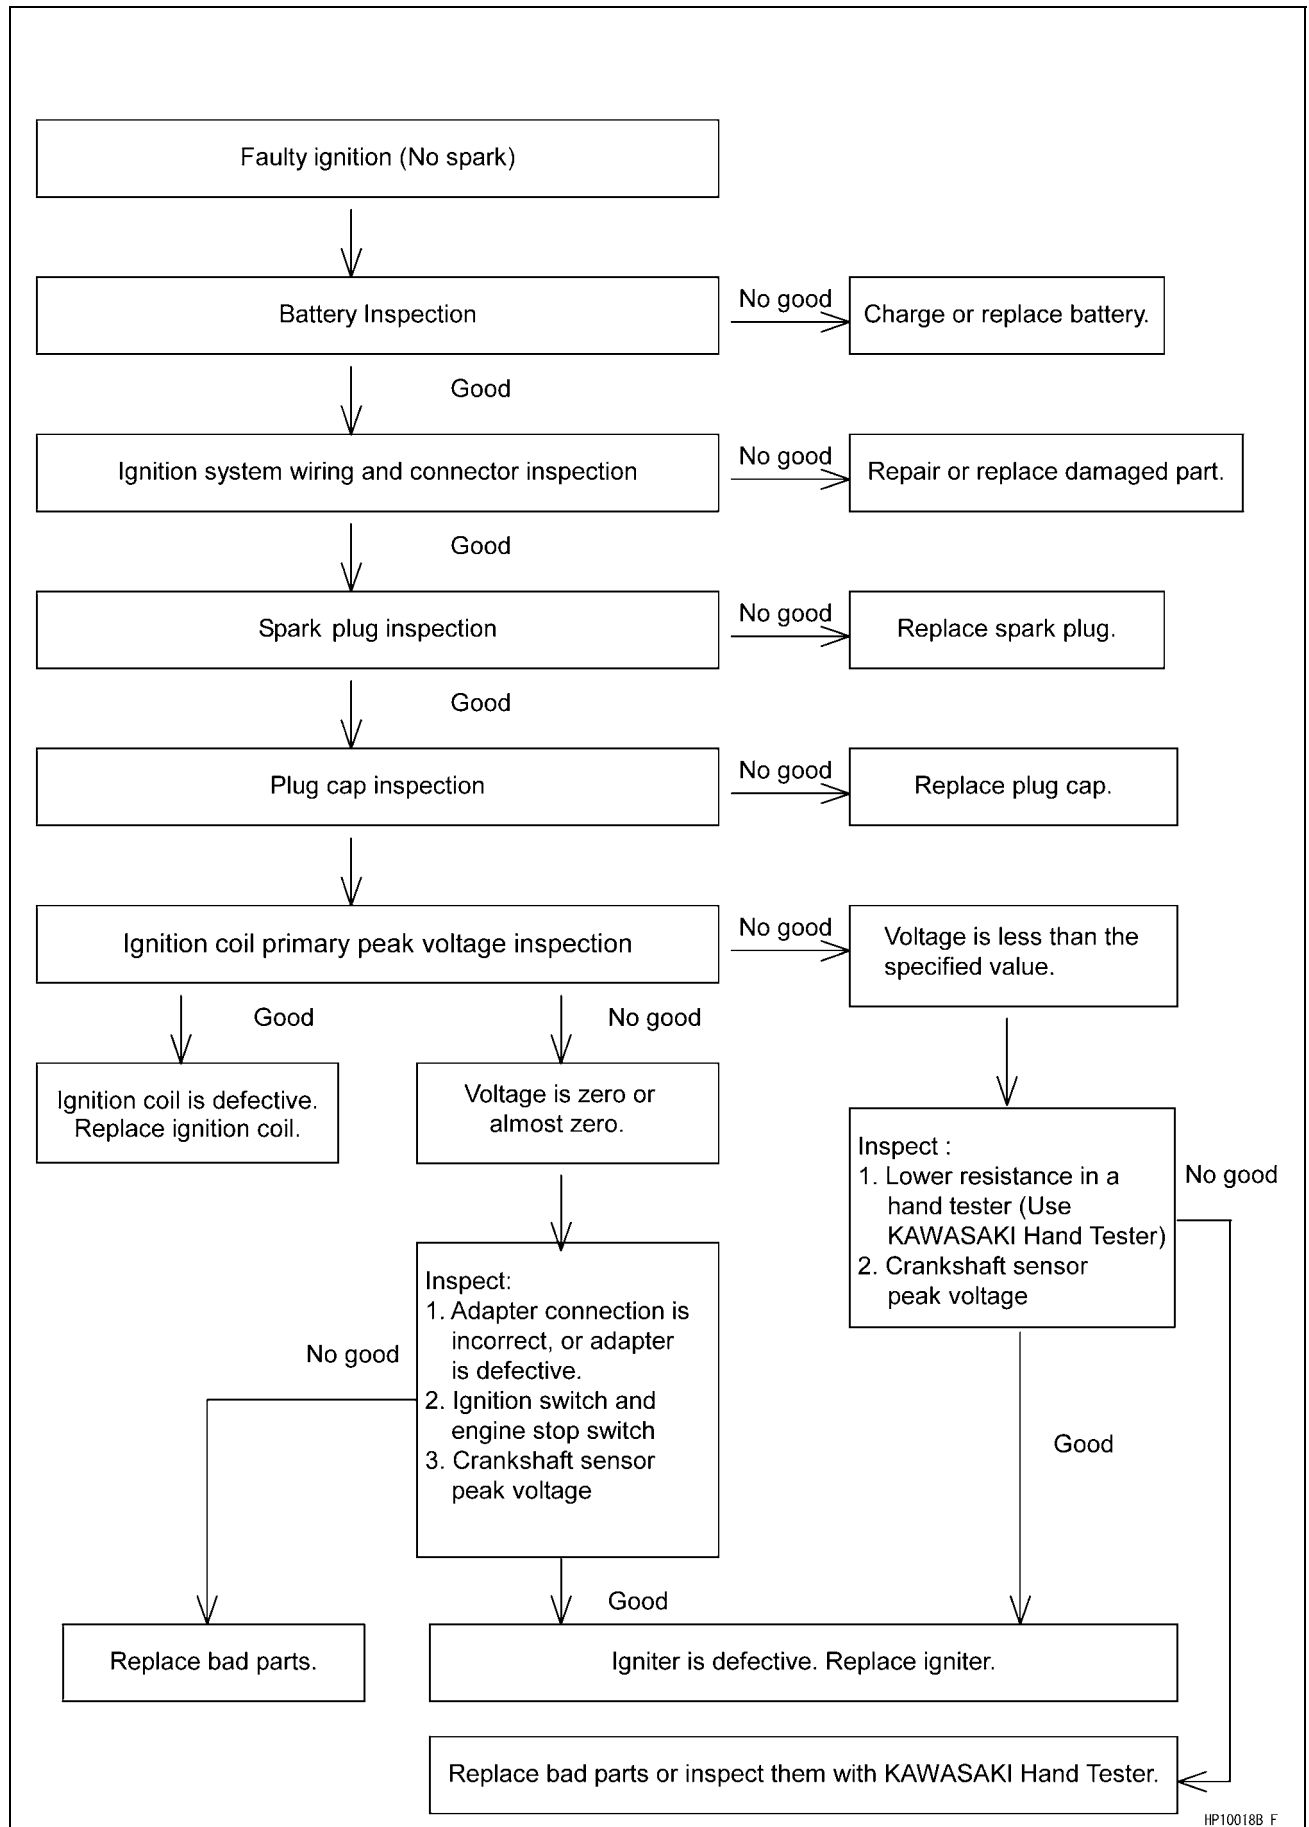 Faulty ignition (No spark)
Battery Inspection
No good
Charge or replace battery.
Good
Ignition system wiring and connector inspection
No good
Repair or replace damaged part.
Good
Spark plug inspection
No good
Replace spark plug.
Good
Plug cap inspection
No good
Replace plug cap.
Ignition coil primary peak voltage inspection
No good
Voltage is less than the
specified value.
Good
No good
Ignition coil is defective.
Replace ignition coil.
Voltage is zero or
almost zero.
Inspect :
1. Lower resistance in a
hand tester (Use
KAWASAKI Hand Tester)
2. Crankshaft sensor
peak voltage
No good
Inspect:
1. Adapter connection is
incorrect, or adapter
is defective.
2. Ignition switch and
engine stop switch
3. Crankshaft sensor
peak voltage
No good
Good
Good
Replace bad parts.
Igniter is defective. Replace igniter.
Replace bad parts or inspect them with KAWASAKI Hand Tester.
HP10018B F